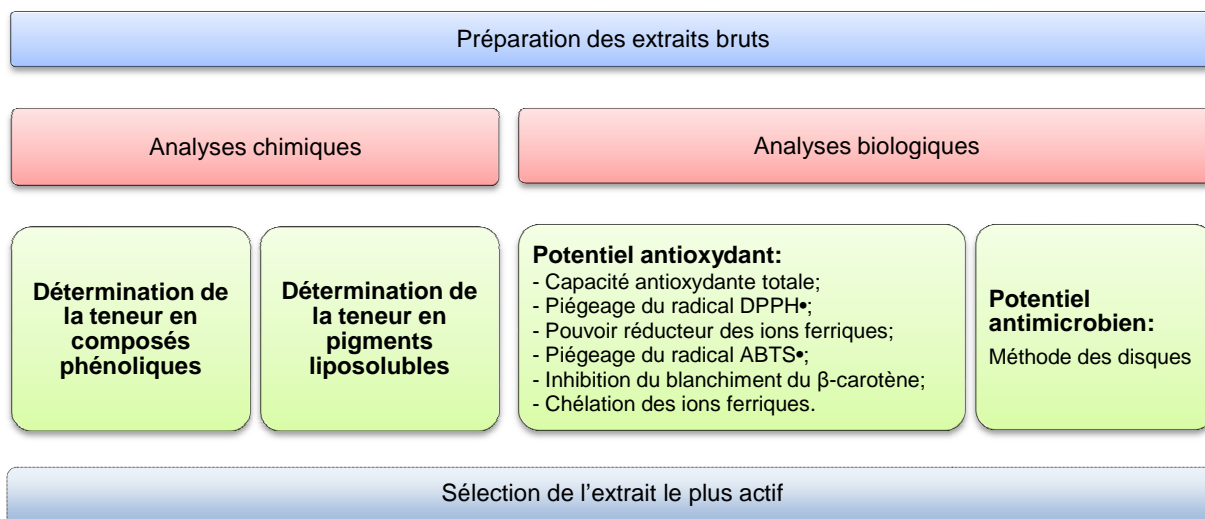 Préparation des extraits bruts
Analyses chimiques
Analyses biologiques
Détermination de
la teneur en
composés
phénoliques
Détermination de
la teneur en
pigments
liposolubles
Potentiel antioxydant:
- Capacité antioxydante totale;
- Piégeage du radical DPPH•;
- Pouvoir réducteur des ions ferriques;
- Piégeage du radical ABTS•;
- Inhibition du blanchiment du β-carotène;
- Chélation des ions ferriques.
Potentiel
antimicrobien:
Méthode des disques
Sélection de l’extrait le plus actif